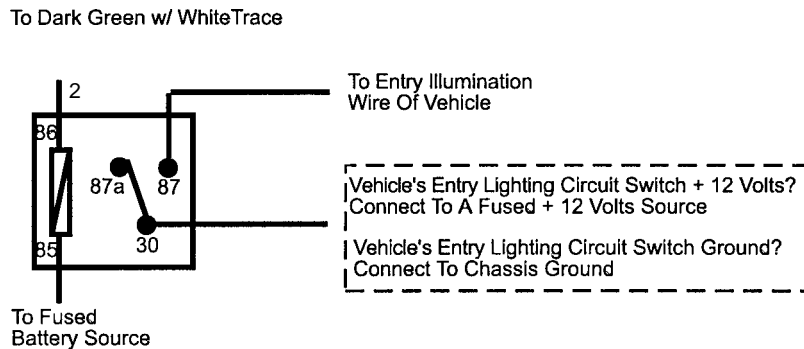 To Dark Green w/ WhiteTrace
2
To Entry Illumination
Wire Of Vehicle
86
87a
87
30
85
Vehicle's Entry Lighting Circuit Switch + 12 Volts?
Connect To A Fused + 12 Volts Source
Vehicle's Entry Lighting Circuit Switch Ground?
Connect To Chassis Ground
To Fused
Battery Source